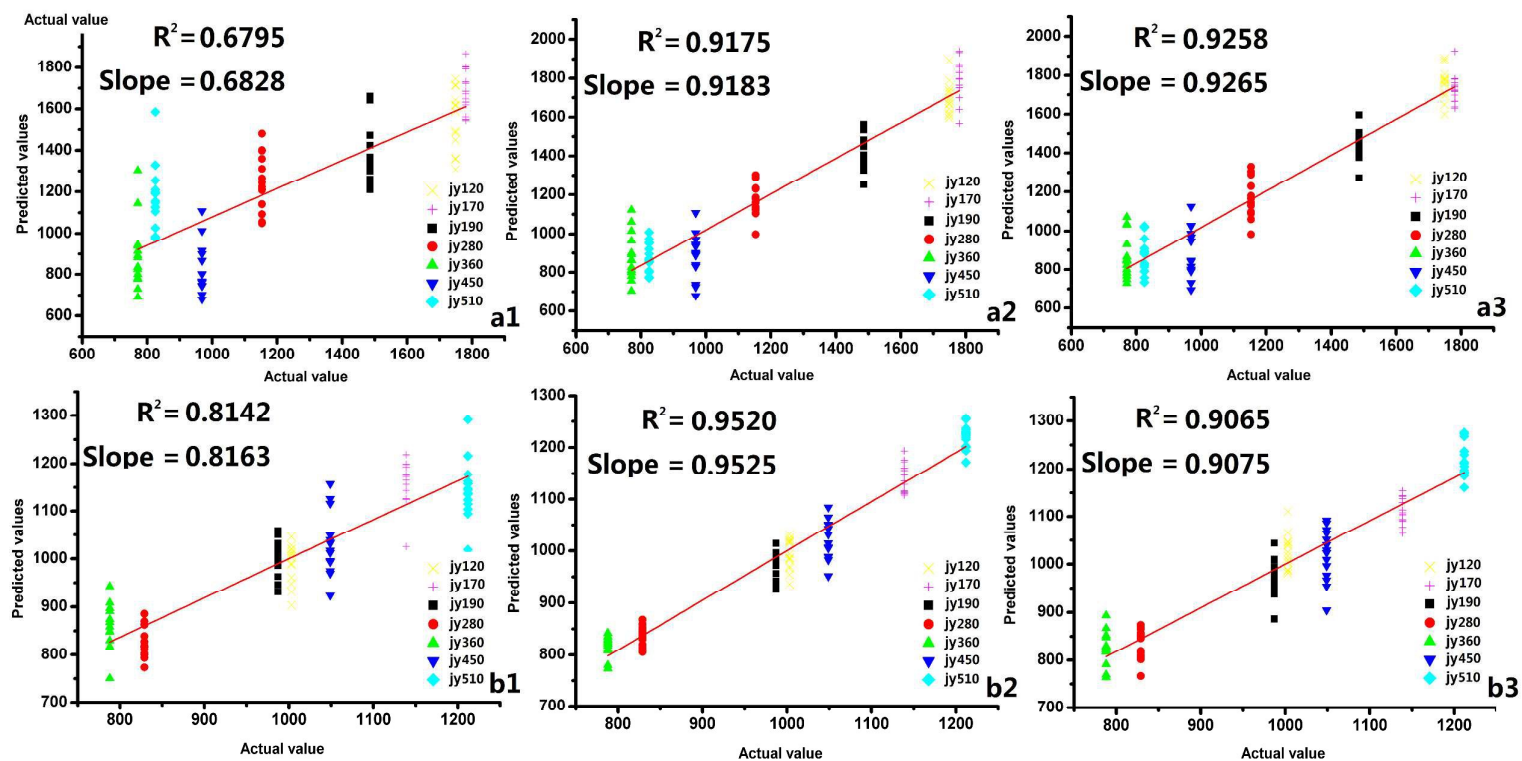 Actual value
R² = 0.6795
Slope = 0.6828
Predicted values
1800
1600
1400
1200
1000
800
600
jy120
jy170
jy190
jy280
jy360
jy450
jy510
a1
600 800 1000 1200 1400 1600 1800
Actual value
R² = 0.9175
Slope = 0.9183
Predicted values
2000
1800
1600
1400
1200
1000
800
600
jy120
jy170
jy190
jy280
jy360
jy450
jy510
a2
600 800 1000 1200 1400 1600 1800
Actual value
R² = 0.9258
Slope = 0.9265
Predicted values
2000
1800
1600
1400
1200
1000
800
600
jy120
jy170
jy190
jy280
jy360
jy450
jy510
a3
600 800 1000 1200 1400 1600 1800
Actual value
R² = 0.8142
Slope = 0.8163
Predicted values
1300
1200
1100
1000
900
800
700
jy120
jy170
jy190
jy280
jy360
jy450
jy510
b1
800 900 1000 1100 1200
Actual value
R² = 0.9520
Slope = 0.9525
Predicted values
1300
1200
1100
1000
900
800
700
jy120
jy170
jy190
jy280
jy360
jy450
jy510
b2
800 900 1000 1100 1200
Actual value
R² = 0.9065
Slope = 0.9075
Predicted values
1300
1200
1100
1000
900
800
700
jy120
jy170
jy190
jy280
jy360
jy450
jy510
b3
800 900 1000 1100 1200
Actual value